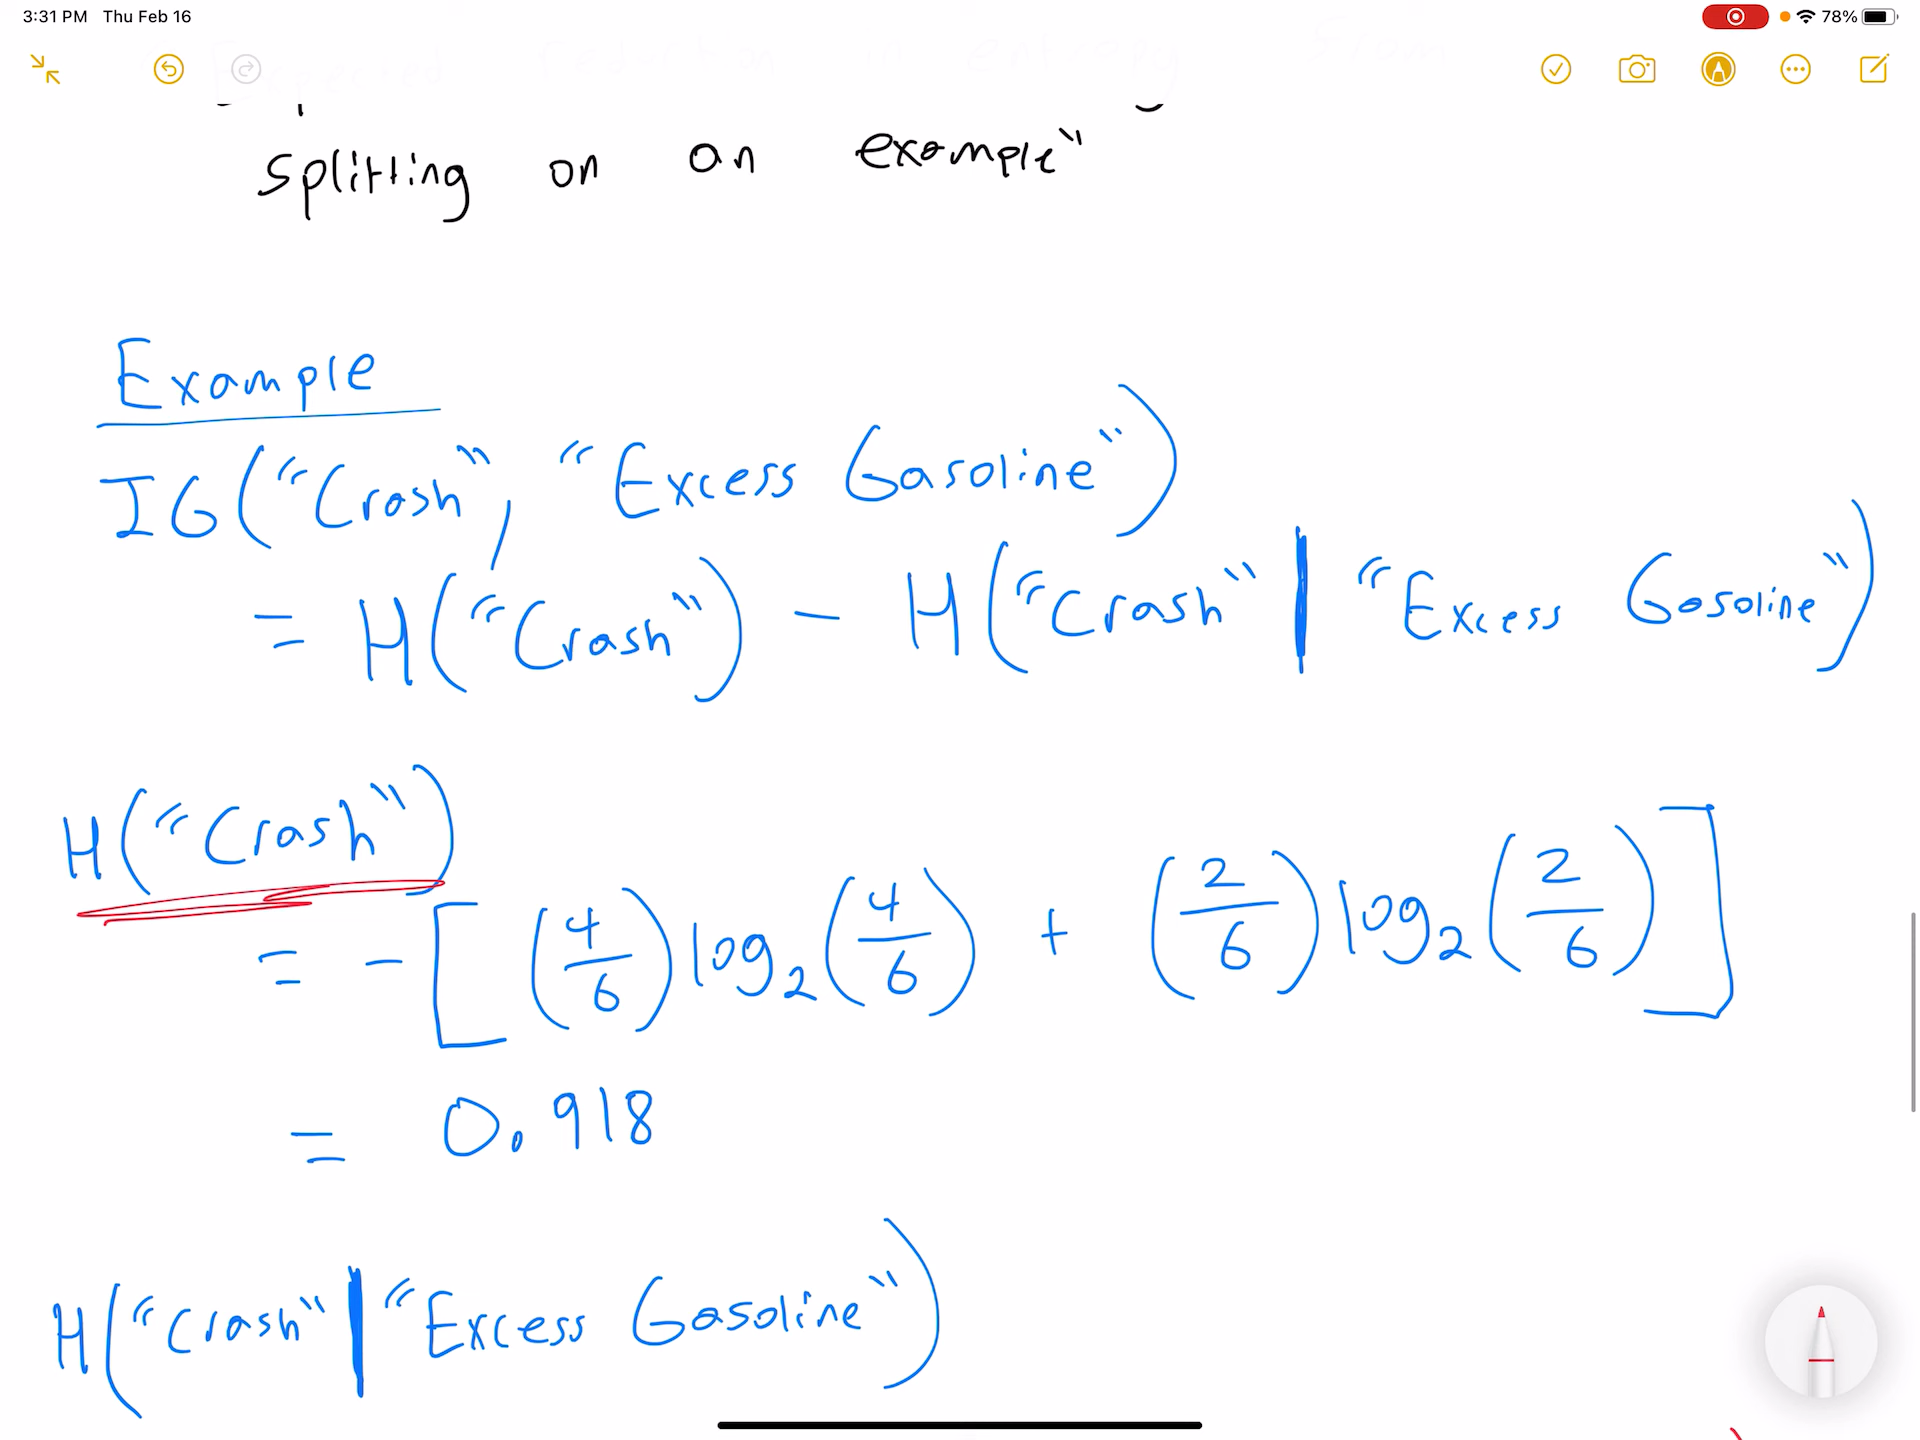 3:31 PM Thu Feb 16 78%
splitting on an example"
Example
IG("Crash", "Excess Gasoline")
= H("Crash") - H("Crash" | "Excess Gasoline")
H("Crash")
= - [(4/6) log₂ (4/6) + (2/6) log₂ (2/6)]
= 0.918
H("Crash" | "Excess Gasoline")